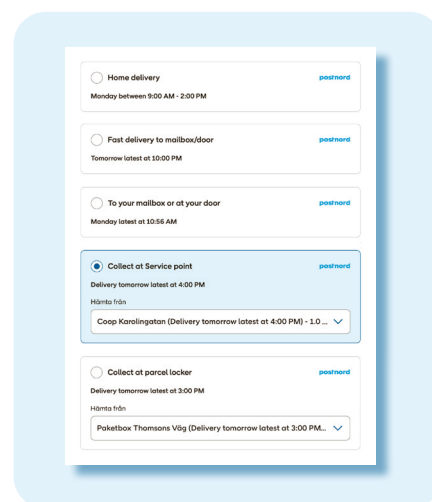 Home delivery postnord
Monday between 9:00 AM - 2:00 PM
Fast delivery to mailbox/door postnord
Tomorrow latest at 10:00 PM
To your mailbox or at your door postnord
Monday latest at 10:56 AM
Collect at Service point postnord
Delivery tomorrow latest at 4:00 PM
Hämta från
Coop Karolingatan (Delivery tomorrow latest at 4:00 PM) - 1.0 ...
Collect at parcel locker postnord
Delivery tomorrow latest at 3:00 PM
Hämta från
Paketbox Thomsons Väg (Delivery tomorrow latest at 3:00 PM...